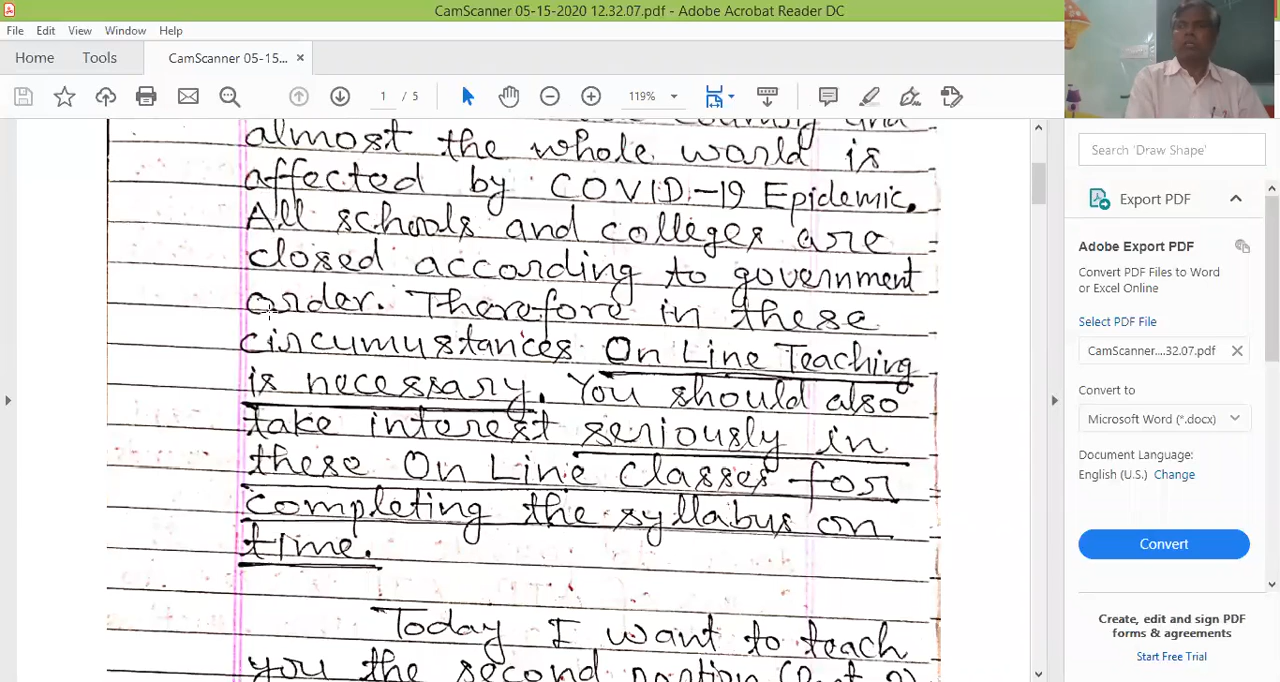 CamScanner 05-15-2020 12.32.07.pdf - Adobe Acrobat Reader DC
File Edit View Window Help
Home Tools CamScanner 05-15... ×
1 / 5 119%
almost the whole world is
affected by COVID-19 Epidemic.
All schools and colleges are
closed according to government
order. Therefore in these
circumustances On Line Teaching
is necessary. You should also
take interest seriously in
these On Line Classes for
completing the syllabus on
time.
Today I want to teach
you the second portion (Part 2)
Search 'Draw Shape'
Export PDF
Adobe Export PDF
Convert PDF Files to Word
or Excel Online
Select PDF File
CamScanner....32.07.pdf
Convert to
Microsoft Word (*.docx)
Document Language:
English (U.S.) Change
Convert
Create, edit and sign PDF
forms & agreements
Start Free Trial